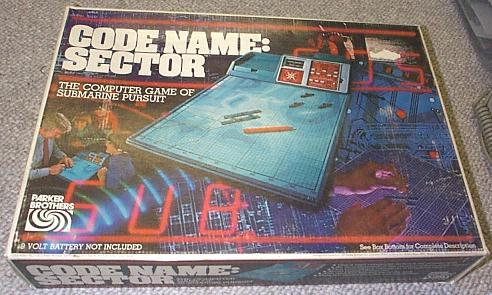 CODE NAME:
SECTOR
THE COMPUTER GAME OF
SUBMARINE PURSUIT
PARKER
BROTHERS
SUB
9 VOLT BATTERY NOT INCLUDED
See Box Bottom for Complete Description
CODE NAME:
SECTOR